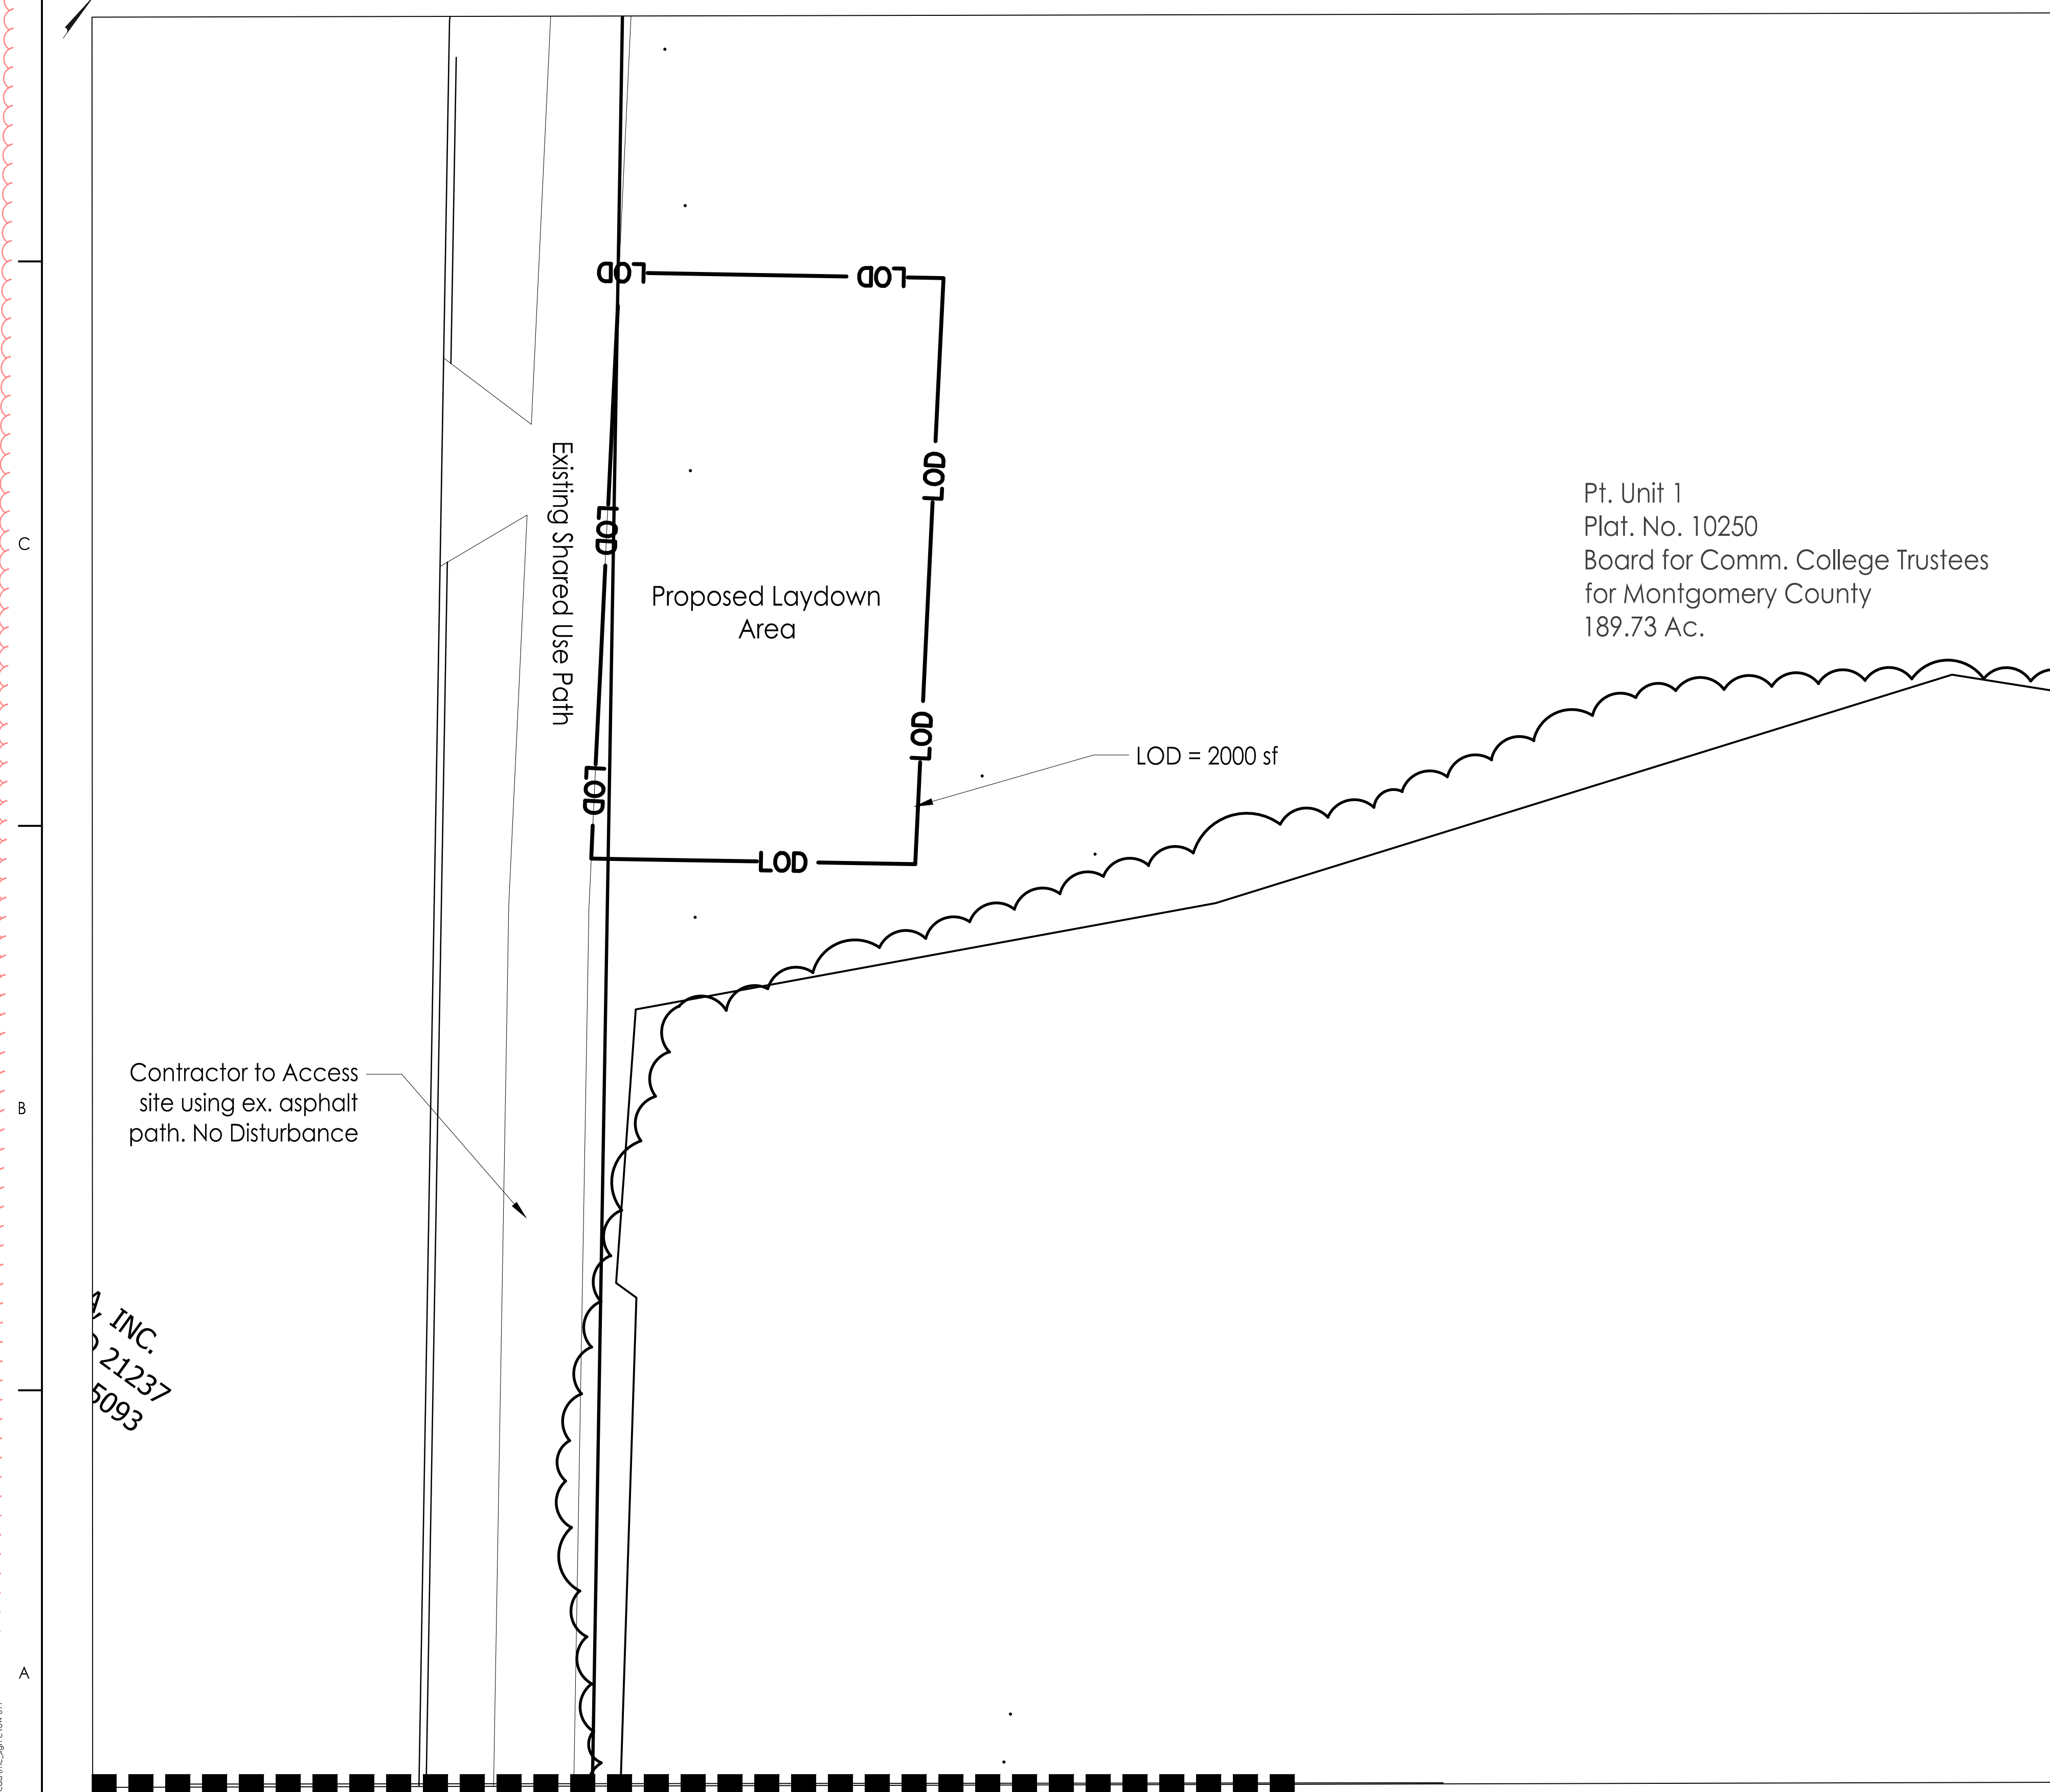 LOD
LOD
LOD
LOD
LOD
LOD
LOD
LOD
Existing Shared Use Path
Proposed Laydown
Area
LOD = 2000 sf
Pt. Unit 1
Plat. No. 10250
Board for Comm. College Trustees
for Montgomery County
189.73 Ac.
C
B
A
Contractor to Access
site using ex. asphalt
path. No Disturbance
INC.
21237
5093